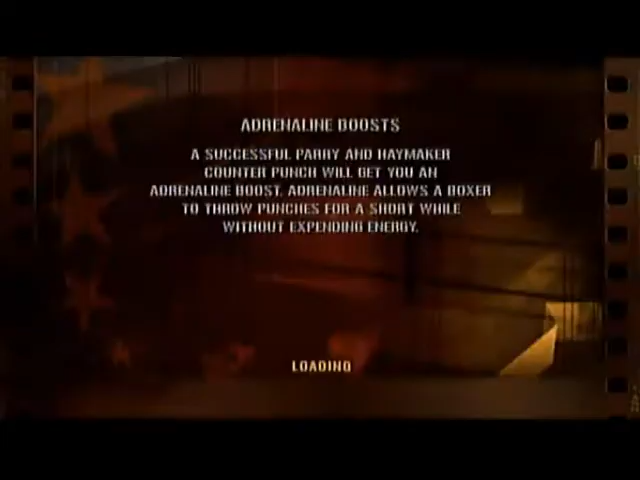 ADRENALINE BOOSTS
A SUCCESSFUL PARRY AND HAYMAKER
COUNTER PUNCH WILL GET YOU AN
ADRENALINE BOOST. ADRENALINE ALLOWS A BOXER
TO THROW PUNCHES FOR A SHORT WHILE
WITHOUT EXPENDING ENERGY.
LOADING